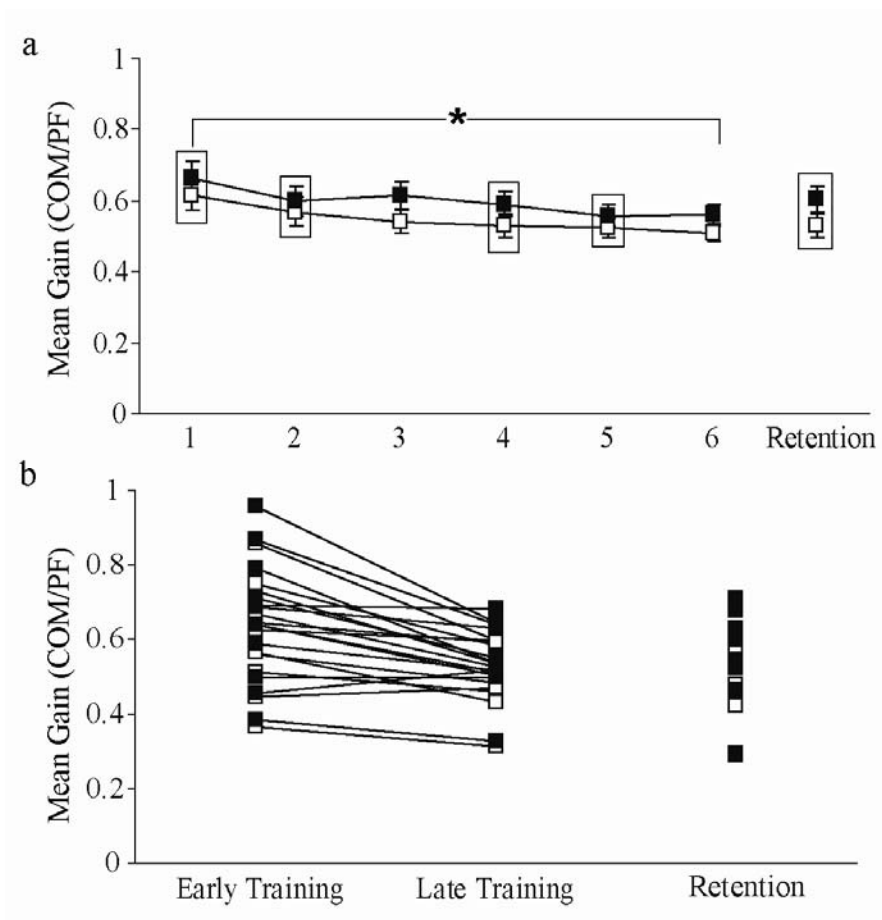 a
Mean Gain (COM/PF)
1
0.8
0.6
0.4
0.2
0
*
1 2 3 4 5 6 Retention
b
Mean Gain (COM/PF)
1
0.8
0.6
0.4
0.2
0
Early Training Late Training Retention